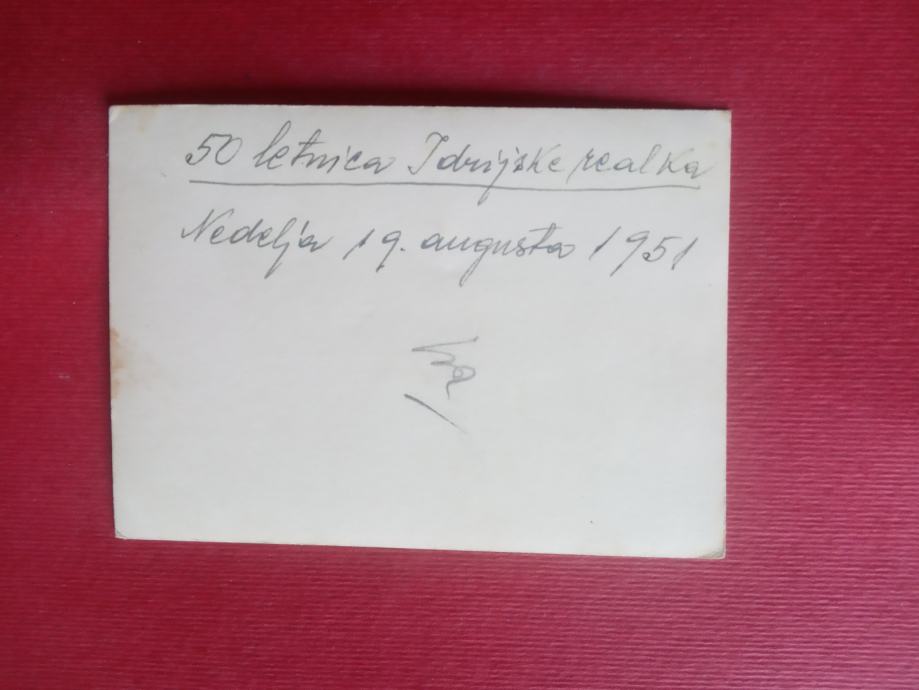 50 letnica Idrijske realka
Nedelja 19. augusta 1951